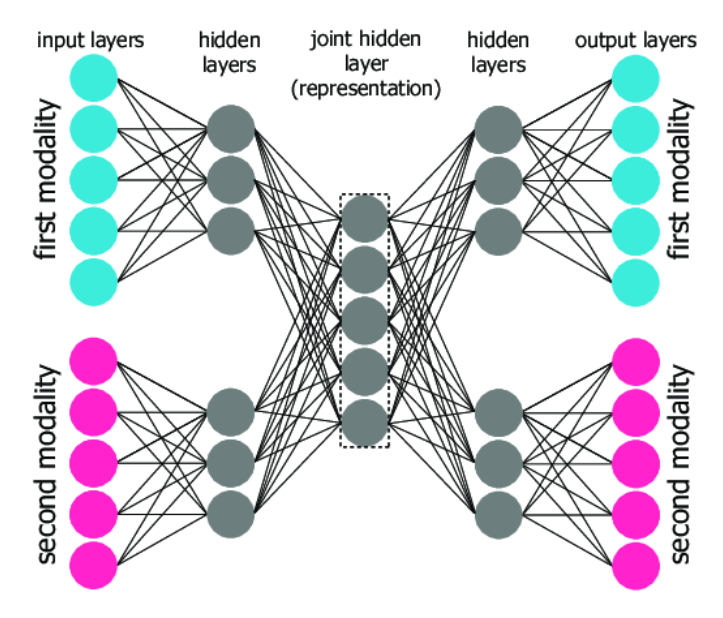 input layers
hidden
layers
joint hidden
layer
(representation)
hidden
layers
output layers
first modality
first modality
second modality
second modality